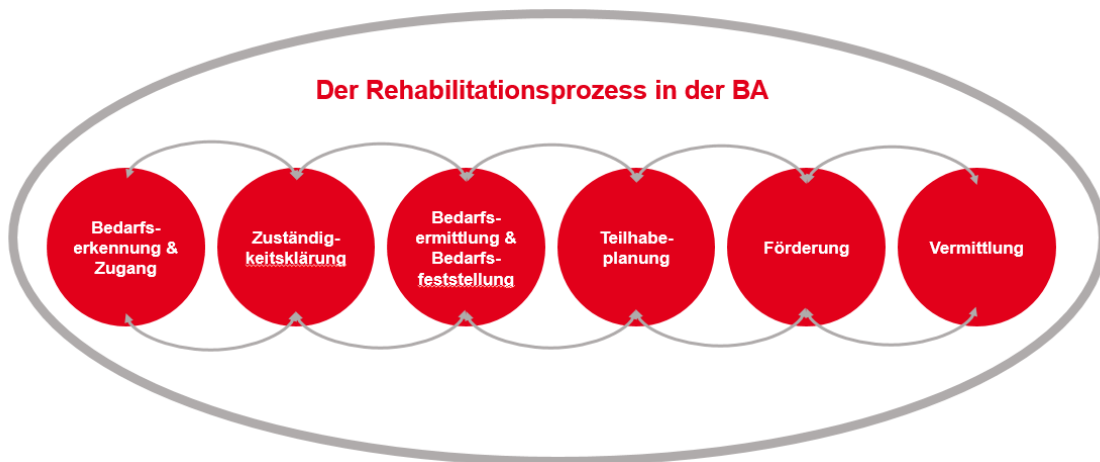 Der Rehabilitationsprozess in der BA
Bedarfs-
erkennung &
Zugang
Zuständig-
keitsklärung
Bedarfs-
ermittlung &
Bedarfs-
feststellung
Teilhabe-
planung
Förderung
Vermittlung